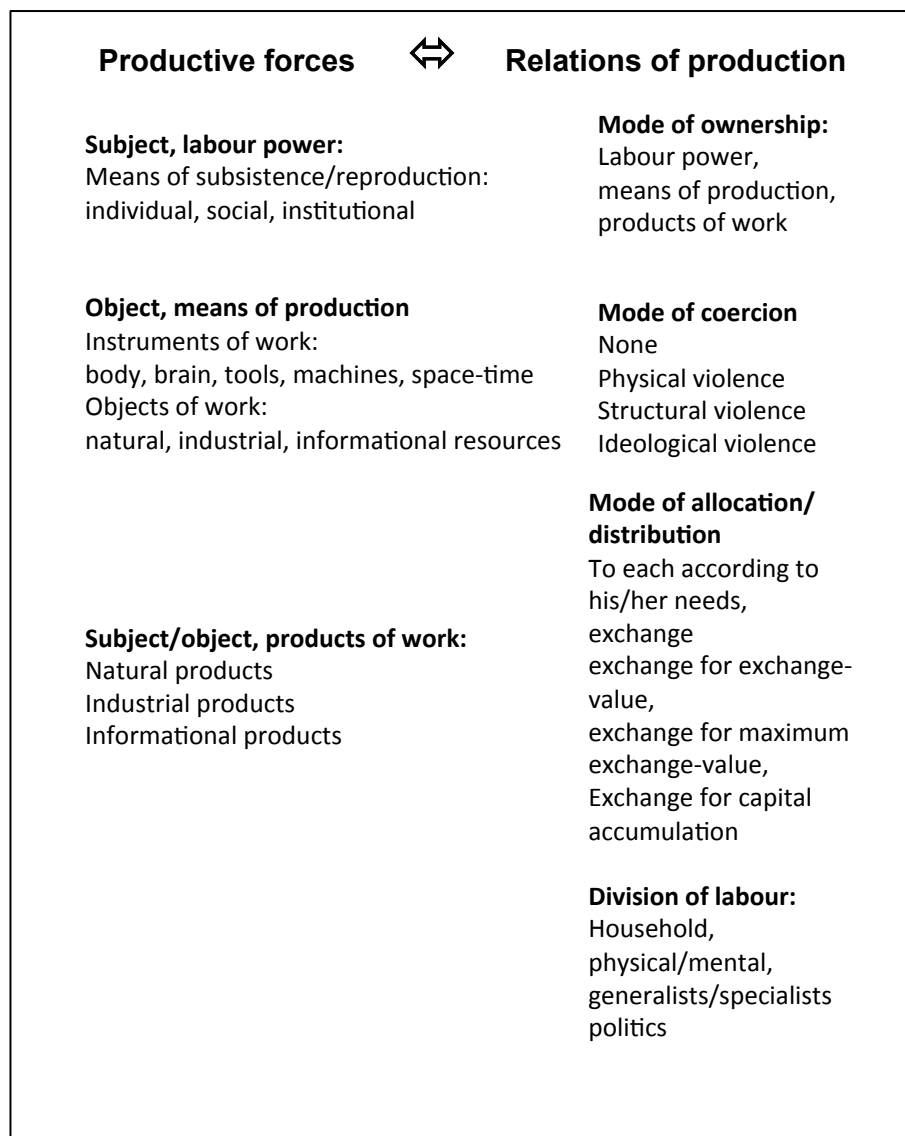 Productive forces ⇔ Relations of production
Subject, labour power:
Means of subsistence/reproduction:
individual, social, institutional
Object, means of production
Instruments of work:
body, brain, tools, machines, space-time
Objects of work:
natural, industrial, informational resources
Subject/object, products of work:
Natural products
Industrial products
Informational products
Mode of ownership:
Labour power,
means of production,
products of work
Mode of coercion
None
Physical violence
Structural violence
Ideological violence
Mode of allocation/
distribution
To each according to
his/her needs,
exchange
exchange for exchange-
value,
exchange for maximum
exchange-value,
Exchange for capital
accumulation
Division of labour:
Household,
physical/mental,
generalists/specialists
politics